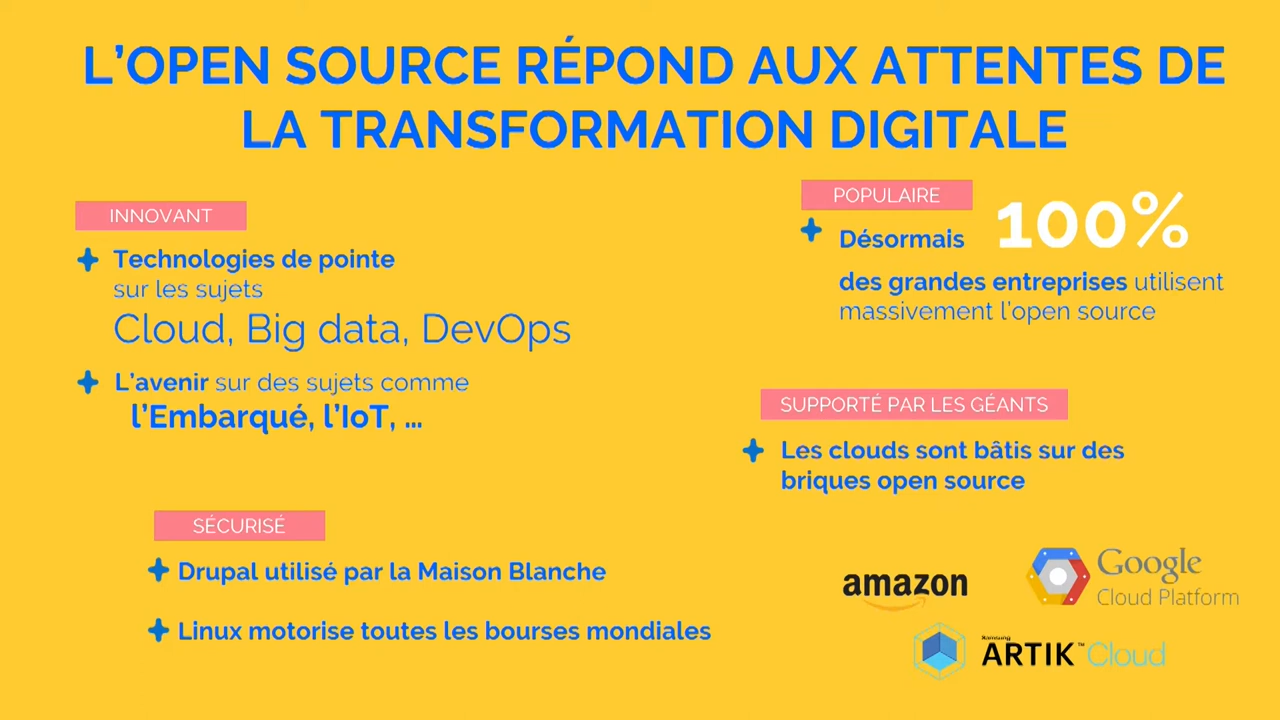 L’OPEN SOURCE RÉPOND AUX ATTENTES DE
LA TRANSFORMATION DIGITALE
INNOVANT
Technologies de pointe
sur les sujets
Cloud, Big data, DevOps
L’avenir sur des sujets comme
l’Embarqué, l’IoT, ...
SÉCURISÉ
Drupal utilisé par la Maison Blanche
Linux motorise toutes les bourses mondiales
POPULAIRE
Désormais 100%
des grandes entreprises utilisent
massivement l’open source
SUPPORTÉ PAR LES GÉANTS
Les clouds sont bâtis sur des
briques open source
amazon
Google
Cloud Platform
Samsung
ARTIK™ Cloud